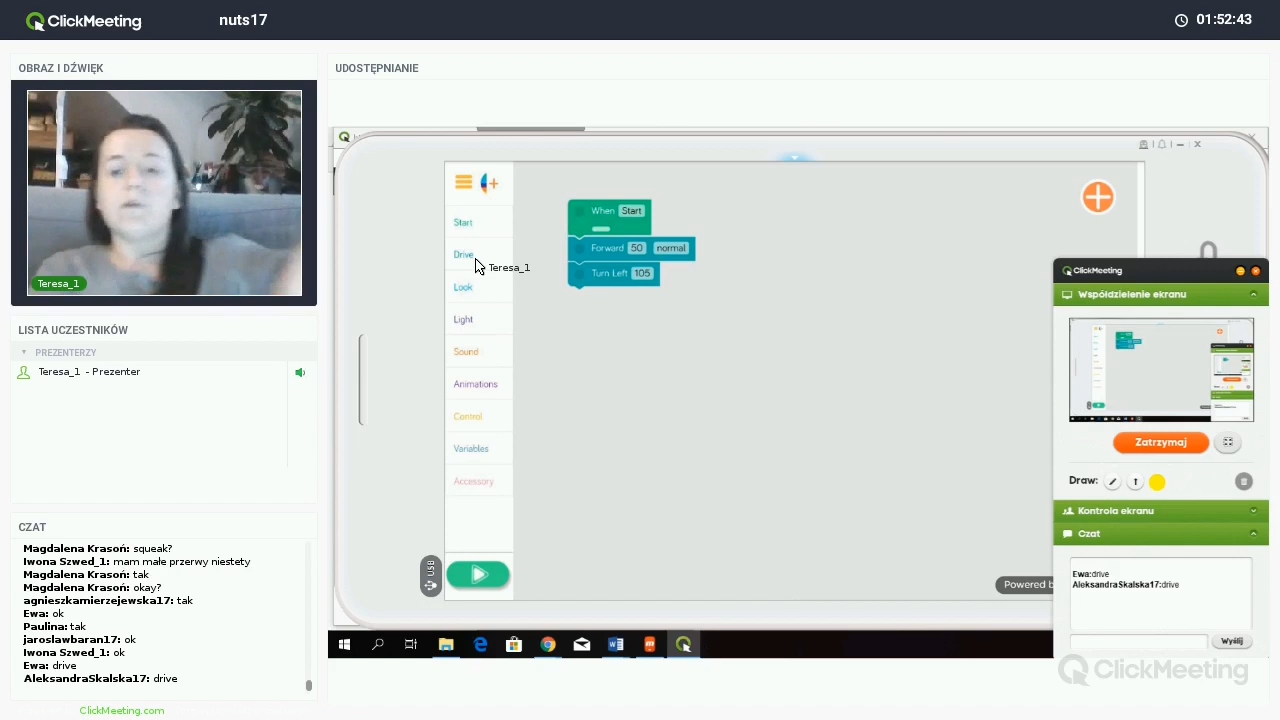 ClickMeeting
nuts17
01:52:43
OBRAZ I DŹWIĘK
UDOSTĘPNIANIE
Teresa_1
LISTA UCZESTNIKÓW
PREZENTERZY
Teresa_1 - Prezenter
CZAT
Magdalena Krasoń: squeak?
Iwona Szwed_1: mam małe przerwy niestety
Magdalena Krasoń: tak
Magdalena Krasoń: okay?
agnieszkamierzejewska17: tak
Ewa: ok
Paulina: tak
jaroslawbaran17: ok
Iwona Szwed_1: ok
Ewa: drive
AleksandraSkalska17: drive
ClickMeeting.com
Start
Drive
Teresa_1
Look
Light
Sound
Animations
Control
Variables
Accessory
When Start
Forward 50 normal
Turn Left 105
USB
Powered b
ClickMeeting
Współdzielenie ekranu
Zatrzymaj
Draw:
Kontrola ekranu
Czat
Ewa:drive
AleksandraSkalska17:drive
Wyślij
ClickMeeting